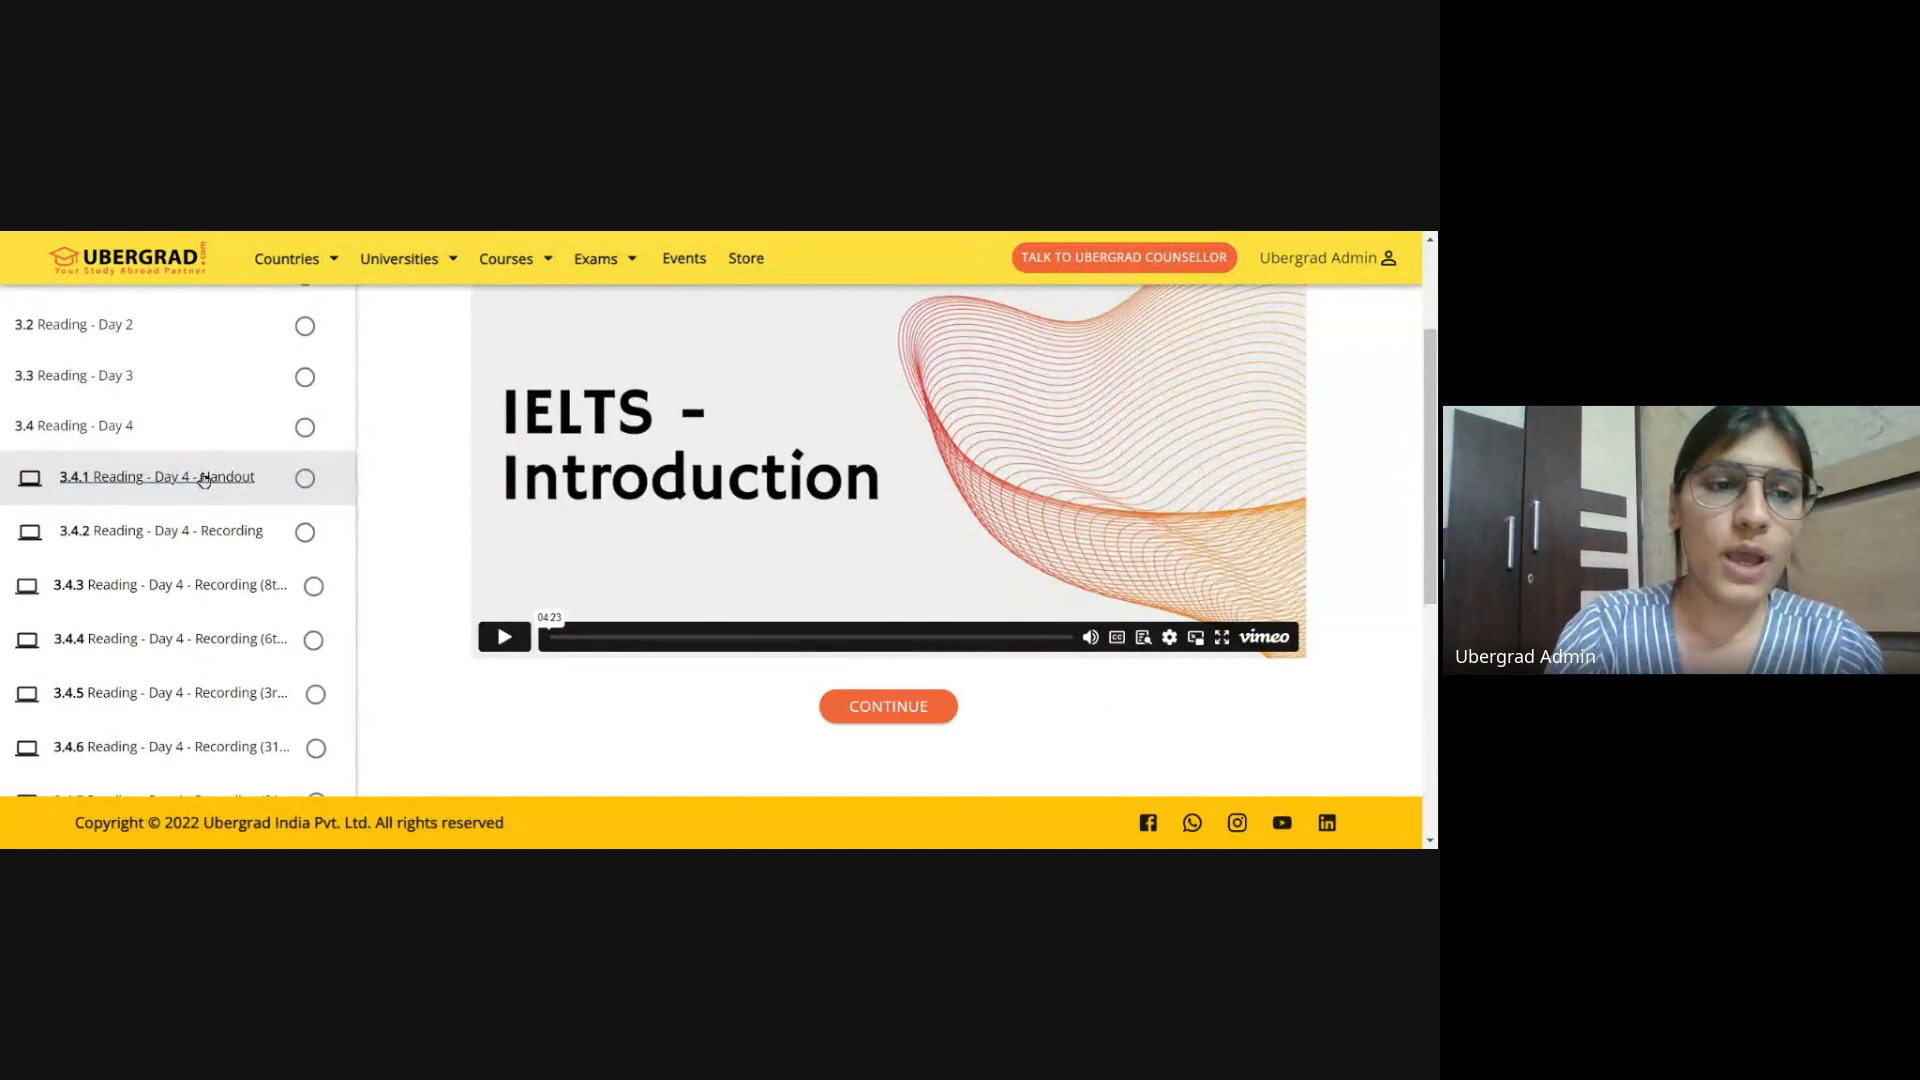 UBERGRAD.com
Your Study Abroad Partner
Countries
Universities
Courses
Exams
Events
Store
TALK TO UBERGRAD COUNSELLOR
Ubergrad Admin
3.2 Reading - Day 2
3.3 Reading - Day 3
3.4 Reading - Day 4
3.4.1 Reading - Day 4 - Handout
3.4.2 Reading - Day 4 - Recording
3.4.3 Reading - Day 4 - Recording (8t...
3.4.4 Reading - Day 4 - Recording (6t...
3.4.5 Reading - Day 4 - Recording (3r...
3.4.6 Reading - Day 4 - Recording (31...
IELTS -
Introduction
04:23
CC
vimeo
CONTINUE
Ubergrad Admin
Copyright © 2022 Ubergrad India Pvt. Ltd. All rights reserved